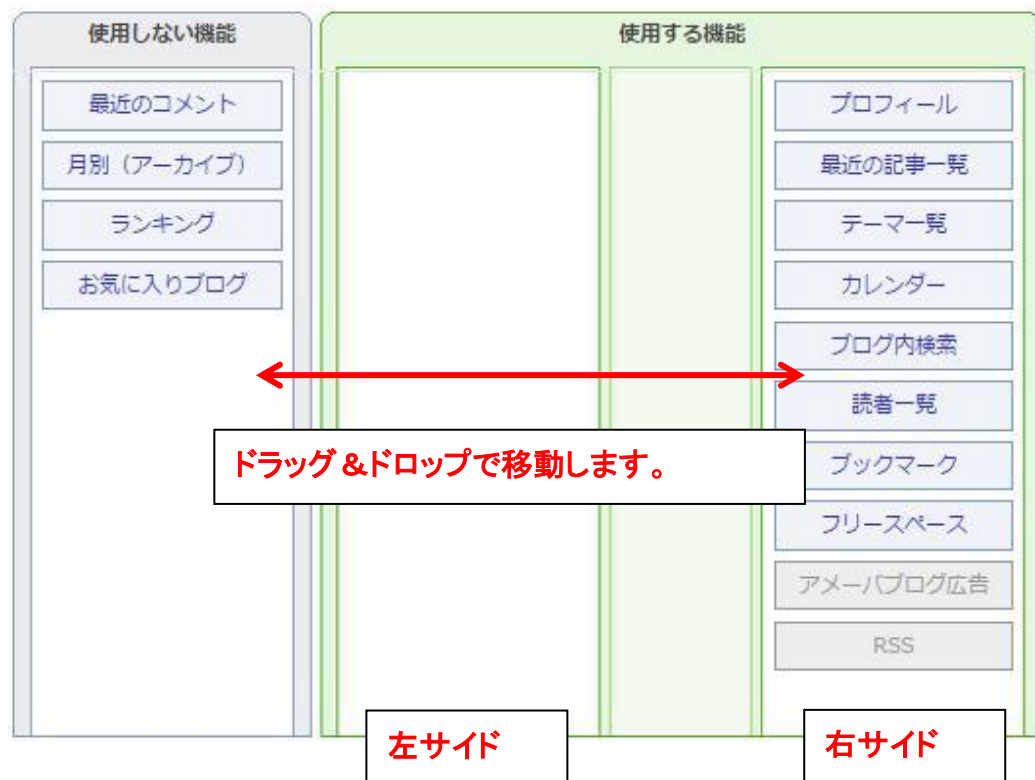 使用しない機能
最近のコメント
月別（アーカイブ）
ランキング
お気に入りブログ
使用する機能
プロフィール
最近の記事一覧
テーマ一覧
カレンダー
ブログ内検索
読者一覧
ブックマーク
フリースペース
アメーバブログ広告
RSS
ドラッグ＆ドロップで移動します。
左サイド
右サイド